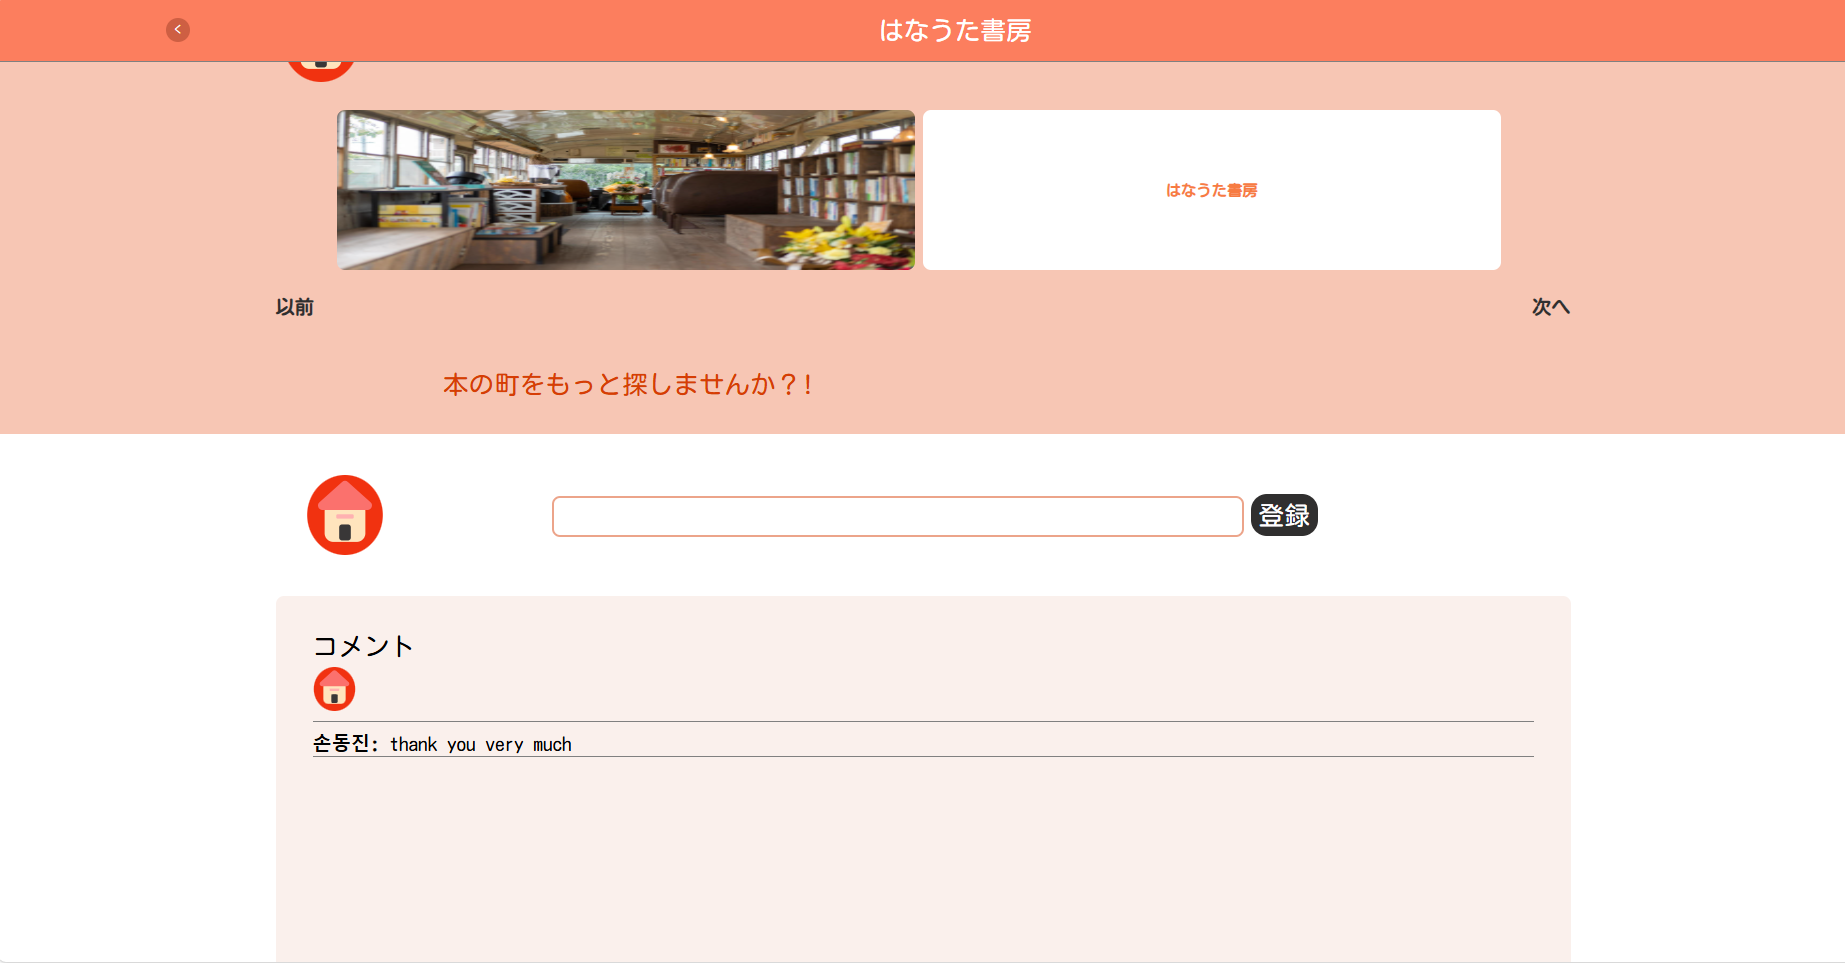 はなうた書房
はなうた書房
以前
次へ
本の町をもっと探しませんか？！
登録
コメント
손동진: thank you very much